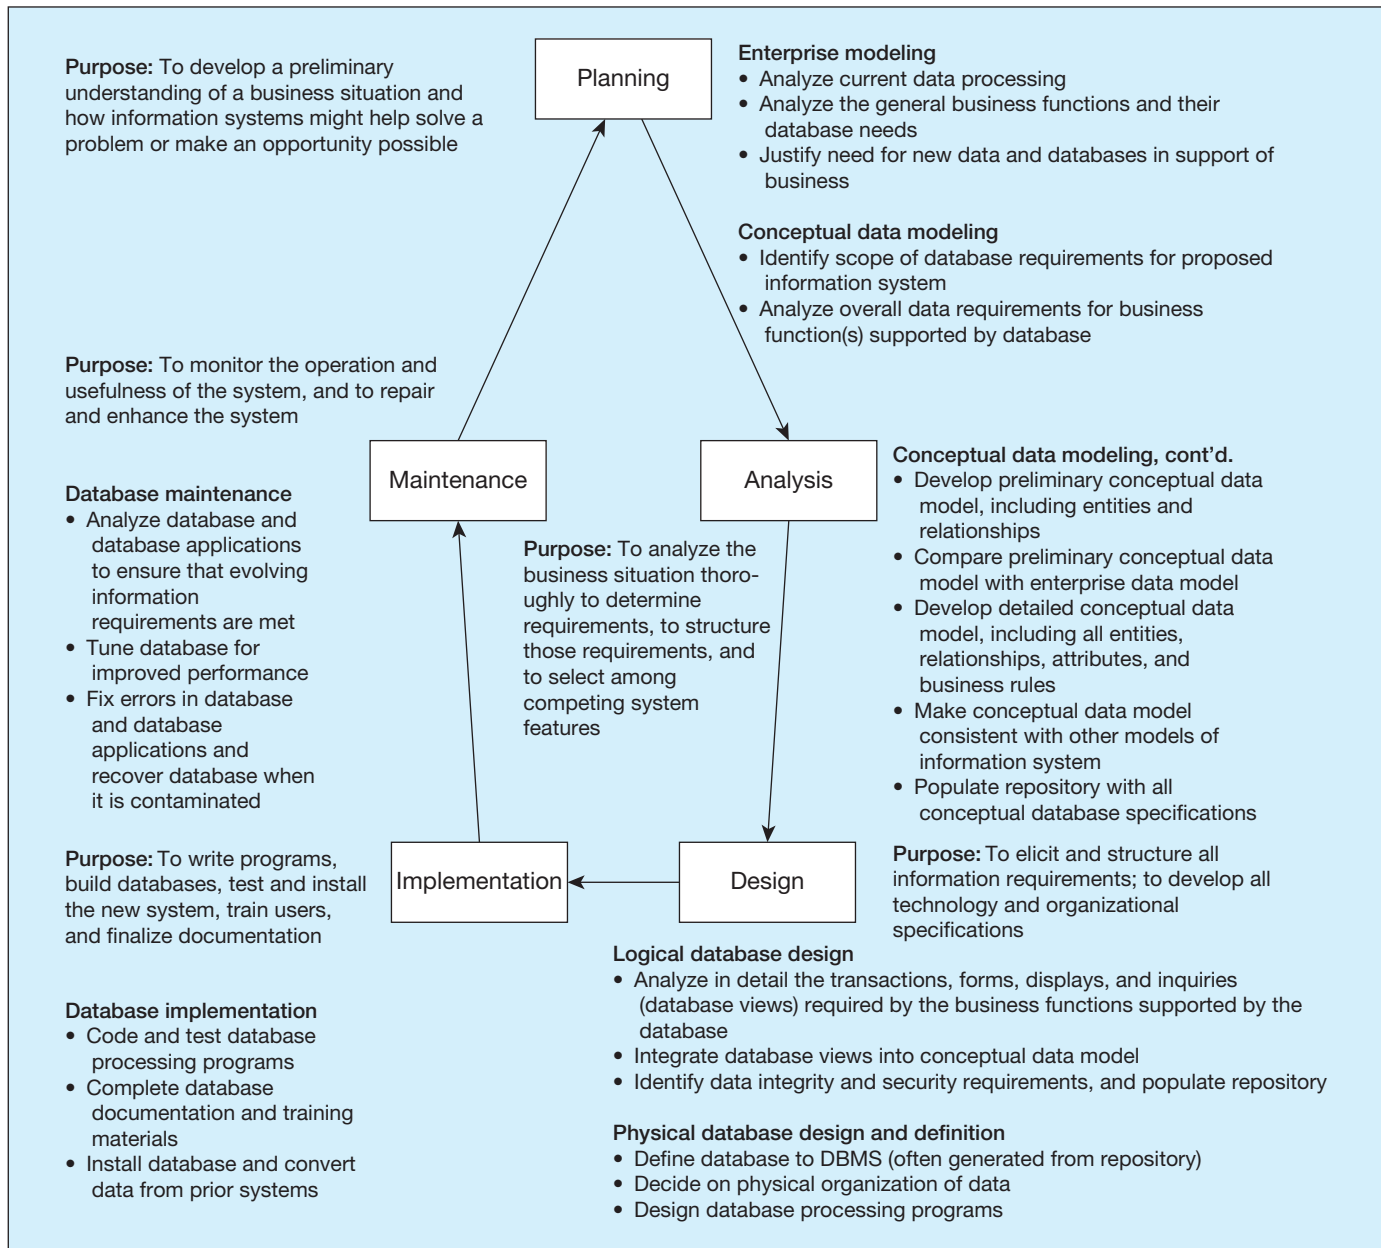 Planning
Purpose: To develop a preliminary
understanding of a business situation and
how information systems might help solve a
problem or make an opportunity possible
Enterprise modeling
• Analyze current data processing
• Analyze the general business functions and their
database needs
• Justify need for new data and databases in support of
business
Conceptual data modeling
• Identify scope of database requirements for proposed
information system
• Analyze overall data requirements for business
function(s) supported by database
Analysis
Purpose: To analyze the
business situation thoro-
ughly to determine
requirements, to structure
those requirements, and
to select among
competing system
features
Conceptual data modeling, cont’d.
• Develop preliminary conceptual data
model, including entities and
relationships
• Compare preliminary conceptual data
model with enterprise data model
• Develop detailed conceptual data
model, including all entities,
relationships, attributes, and
business rules
• Make conceptual data model
consistent with other models of
information system
• Populate repository with all
conceptual database specifications
Design
Purpose: To elicit and structure all
information requirements; to develop all
technology and organizational
specifications
Logical database design
• Analyze in detail the transactions, forms, displays, and inquiries
(database views) required by the business functions supported by the
database
• Integrate database views into conceptual data model
• Identify data integrity and security requirements, and populate repository
Physical database design and definition
• Define database to DBMS (often generated from repository)
• Decide on physical organization of data
• Design database processing programs
Implementation
Purpose: To write programs,
build databases, test and install
the new system, train users,
and finalize documentation
Database implementation
• Code and test database
processing programs
• Complete database
documentation and training
materials
• Install database and convert
data from prior systems
Maintenance
Purpose: To monitor the operation and
usefulness of the system, and to repair
and enhance the system
Database maintenance
• Analyze database and
database applications
to ensure that evolving
information
requirements are met
• Tune database for
improved performance
• Fix errors in database
and database
applications and
recover database when
it is contaminated